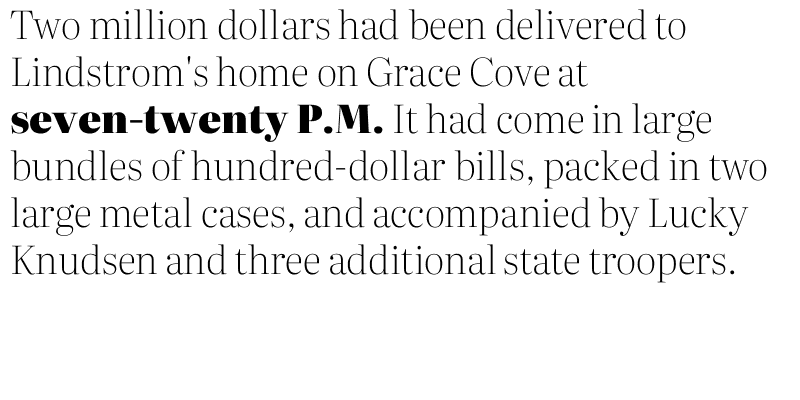 Two million dollars had been delivered to
Lindstrom's home on Grace Cove at
seven-twenty P.M. It had come in large
bundles of hundred-dollar bills, packed in two
large metal cases, and accompanied by Lucky
Knudsen and three additional state troopers.